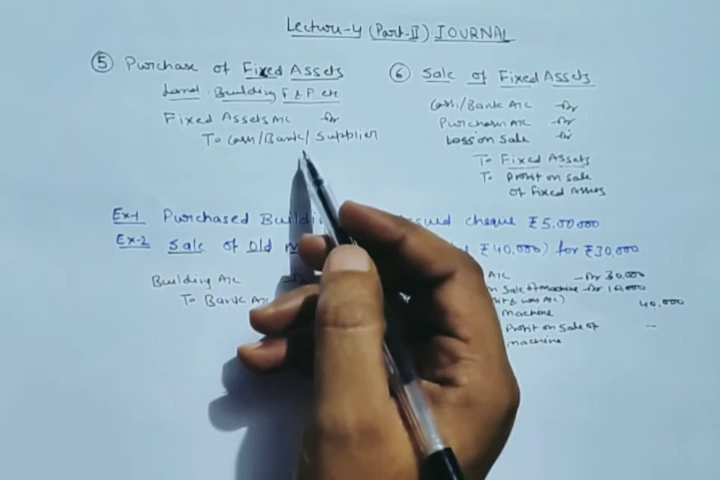 Lecture-4 (Part-II) JOURNAL
⑤ Purchase of Fixed Assets
Land Building F & F. etc
Fixed Assets A/c Dr
To Cash/Bank/Supplier
⑥ Sale of Fixed Assets
Cash/Bank A/c Dr
Purchaser A/c Dr
Loss on Sale Dr
To Fixed Assets
To Profit on sale
of Fixed Assets
Ex-1 Purchased issued cheque ₹5,00,000
Ex-2 Sale of Old ₹40,000) for ₹30,000
Building A/c
To Bank A/c
A/c Dr 30,000
Sale of Machine Dr 10,000
machine 40,000
Profit on Sale of
machine